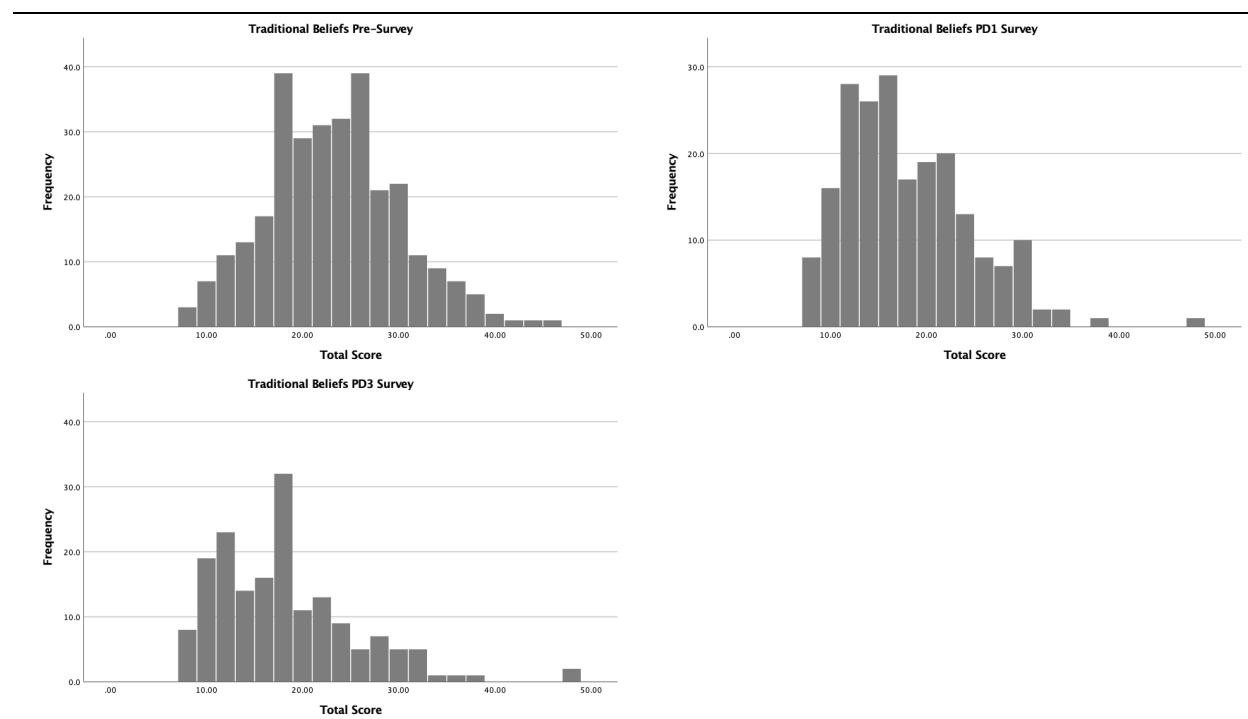 Traditional Beliefs Pre-Survey
40.0
30.0
20.0
10.0
0.0
Frequency
.00 10.00 20.00 30.00 40.00 50.00
Total Score
Traditional Beliefs PD1 Survey
30.0
20.0
10.0
0.0
Frequency
.00 10.00 20.00 30.00 40.00 50.00
Total Score
Traditional Beliefs PD3 Survey
40.0
30.0
20.0
10.0
0.0
Frequency
.00 10.00 20.00 30.00 40.00 50.00
Total Score